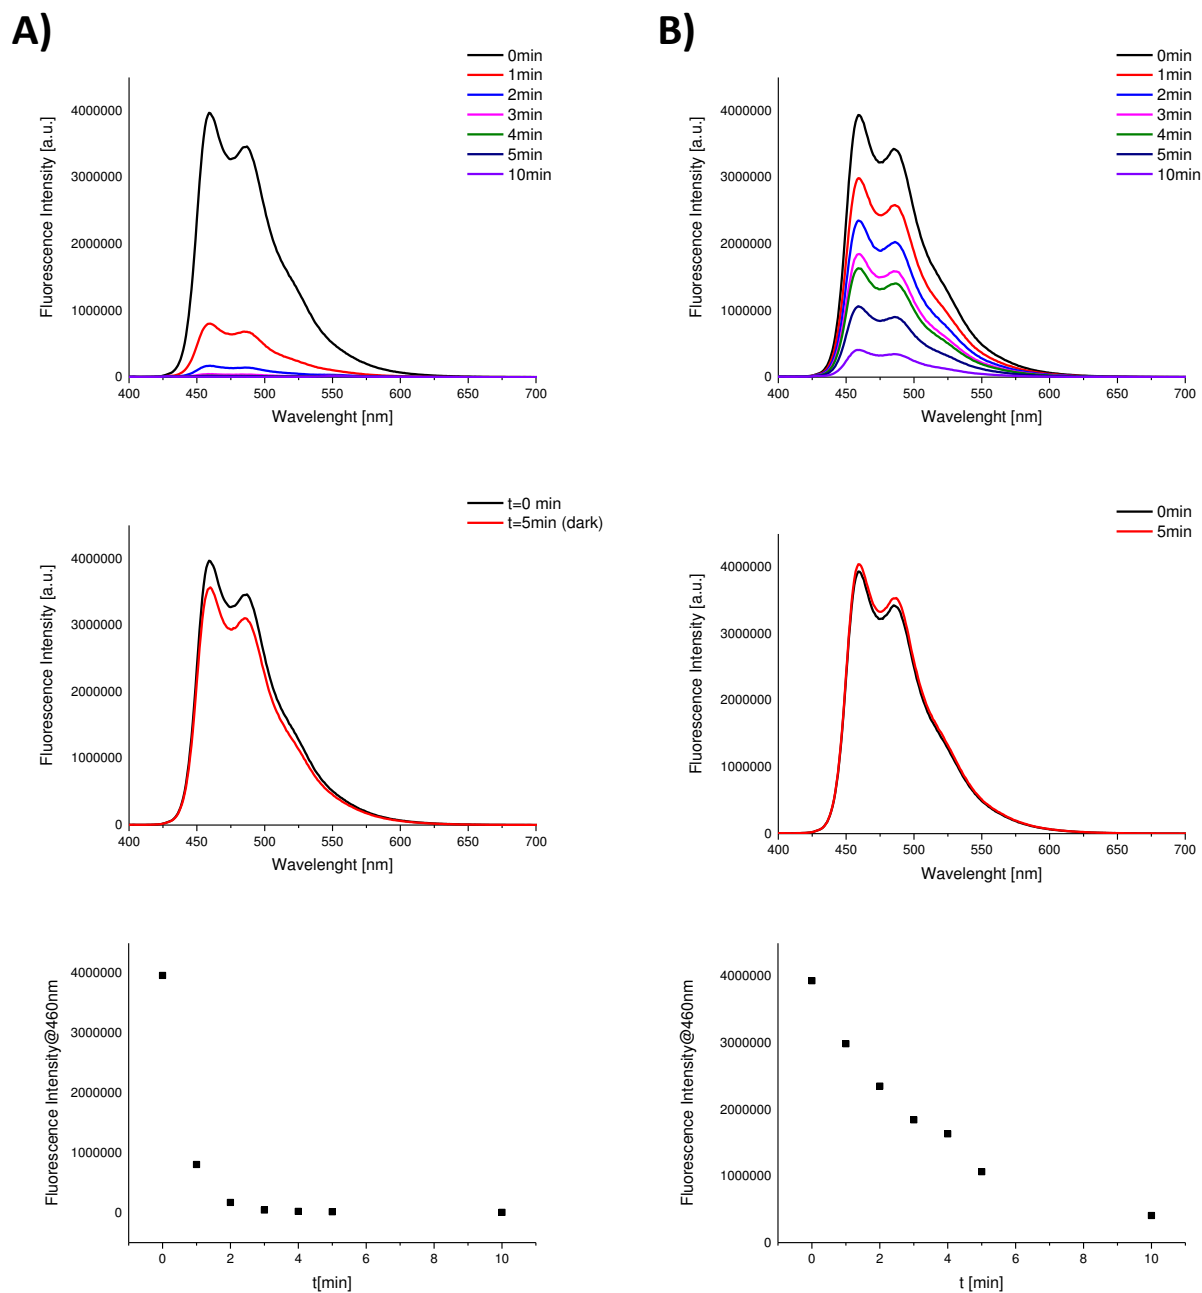 A)
0min
1min
2min
3min
4min
5min
10min
4000000
3000000
2000000
1000000
0
400 450 500 550 600 650 700
Fluorescence Intensity [a.u.]
Wavelenght [nm]
B)
0min
1min
2min
3min
4min
5min
10min
4000000
3000000
2000000
1000000
0
400 450 500 550 600 650 700
Fluorescence Intensity [a.u.]
Wavelenght [nm]
t=0 min
t=5min (dark)
4000000
3000000
2000000
1000000
0
400 450 500 550 600 650 700
Fluorescence Intensity [a.u.]
Wavelenght [nm]
0min
5min
4000000
3000000
2000000
1000000
0
400 450 500 550 600 650 700
Fluorescence Intensity [a.u.]
Wavelenght [nm]
4000000
3000000
2000000
1000000
0
0 2 4 6 8 10
Fluorescence Intensity@460nm
t[min]
4000000
3000000
2000000
1000000
0
0 2 4 6 8 10
Fluorescence Intensity@460nm
t [min]